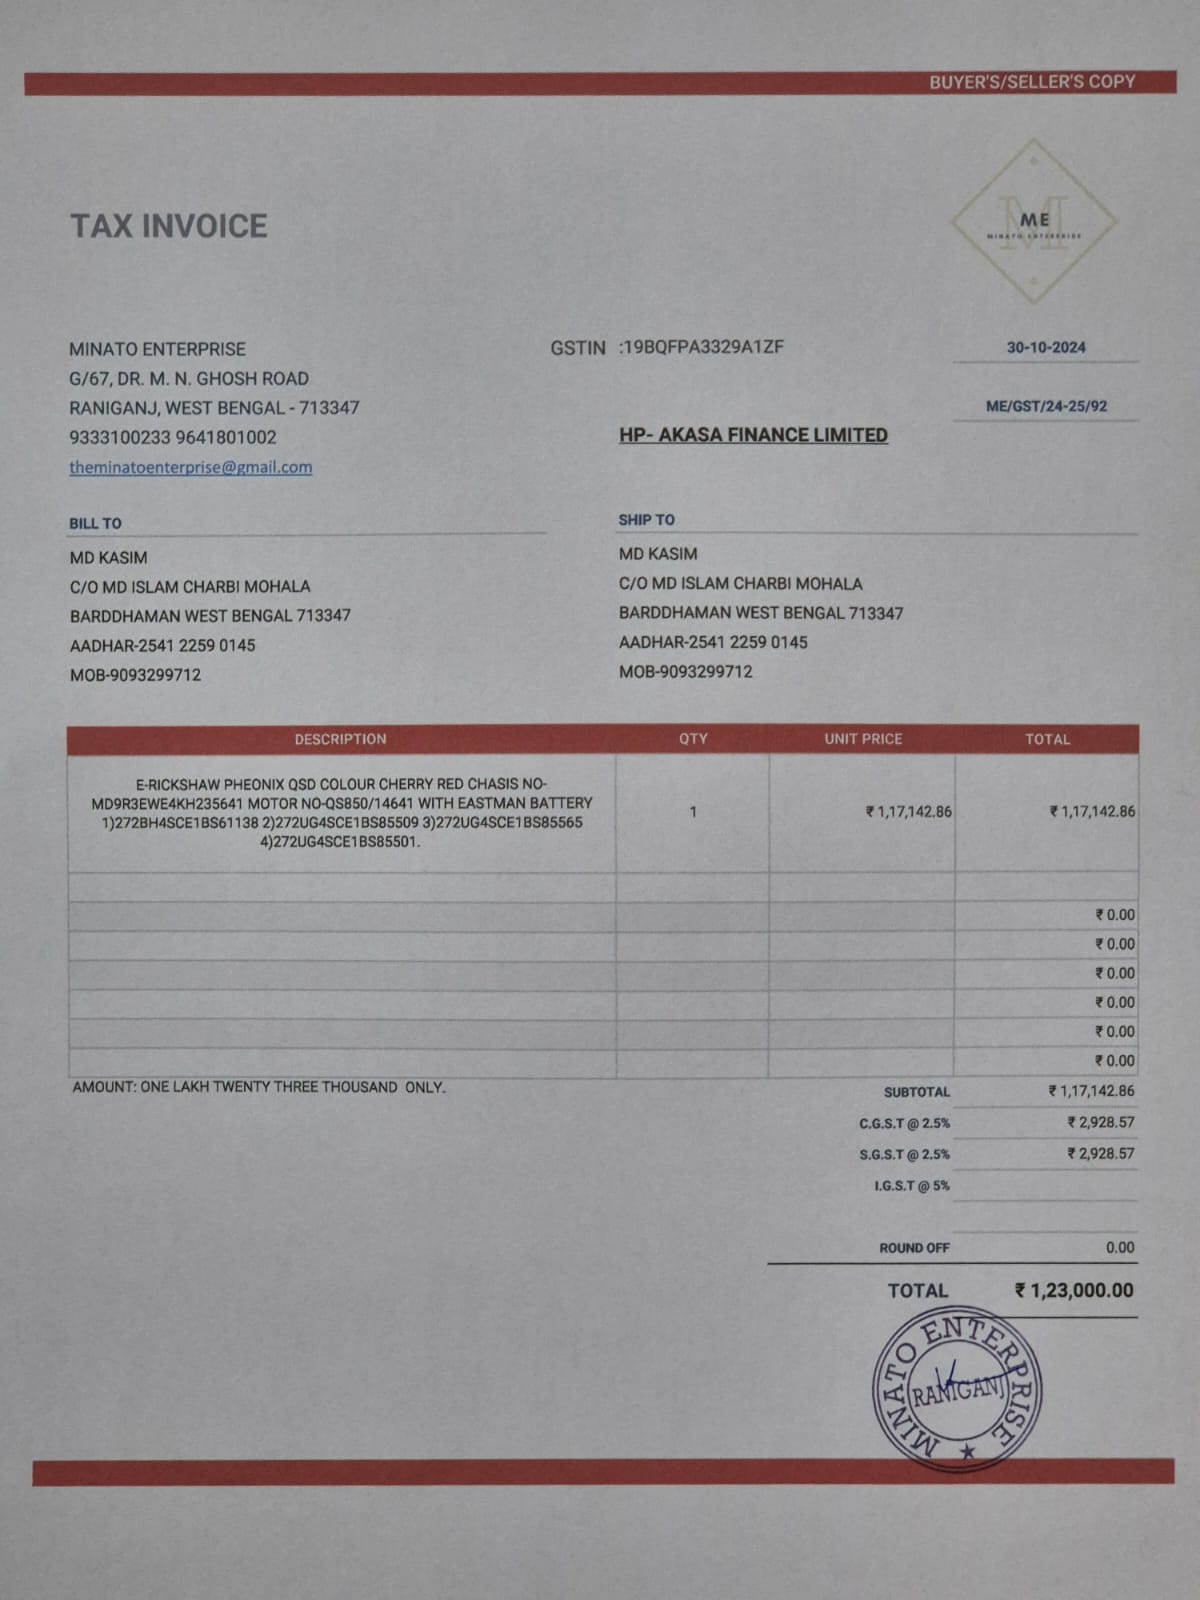 BUYER'S/SELLER'S COPY
ME
MINATO ENTERPRISE
TAX INVOICE
MINATO ENTERPRISE
G/67, DR. M. N. GHOSH ROAD
RANIGANJ, WEST BENGAL - 713347
9333100233 9641801002
theminatoenterprise@gmail.com
GSTIN :19BQFPA3329A1ZF
30-10-2024
ME/GST/24-25/92
HP- AKASA FINANCE LIMITED
BILL TO
MD KASIM
C/O MD ISLAM CHARBI MOHALA
BARDDHAMAN WEST BENGAL 713347
AADHAR-2541 2259 0145
MOB-9093299712
SHIP TO
MD KASIM
C/O MD ISLAM CHARBI MOHALA
BARDDHAMAN WEST BENGAL 713347
AADHAR-2541 2259 0145
MOB-9093299712
DESCRIPTION QTY UNIT PRICE TOTAL
E-RICKSHAW PHEONIX QSD COLOUR CHERRY RED CHASIS NO-
MD9R3EWE4KH235641 MOTOR NO-QS850/14641 WITH EASTMAN BATTERY
1)272BH4SCE1BS61138 2)272UG4SCE1BS85509 3)272UG4SCE1BS85565
4)272UG4SCE1BS85501.
1 ₹ 1,17,142.86 ₹ 1,17,142.86
₹ 0.00
₹ 0.00
₹ 0.00
₹ 0.00
₹ 0.00
₹ 0.00
AMOUNT: ONE LAKH TWENTY THREE THOUSAND ONLY.
SUBTOTAL ₹ 1,17,142.86
C.G.S.T @ 2.5% ₹ 2,928.57
S.G.S.T @ 2.5% ₹ 2,928.57
I.G.S.T @ 5%
ROUND OFF 0.00
TOTAL ₹ 1,23,000.00
MINATO ENTERPRISE
RANIGANJ